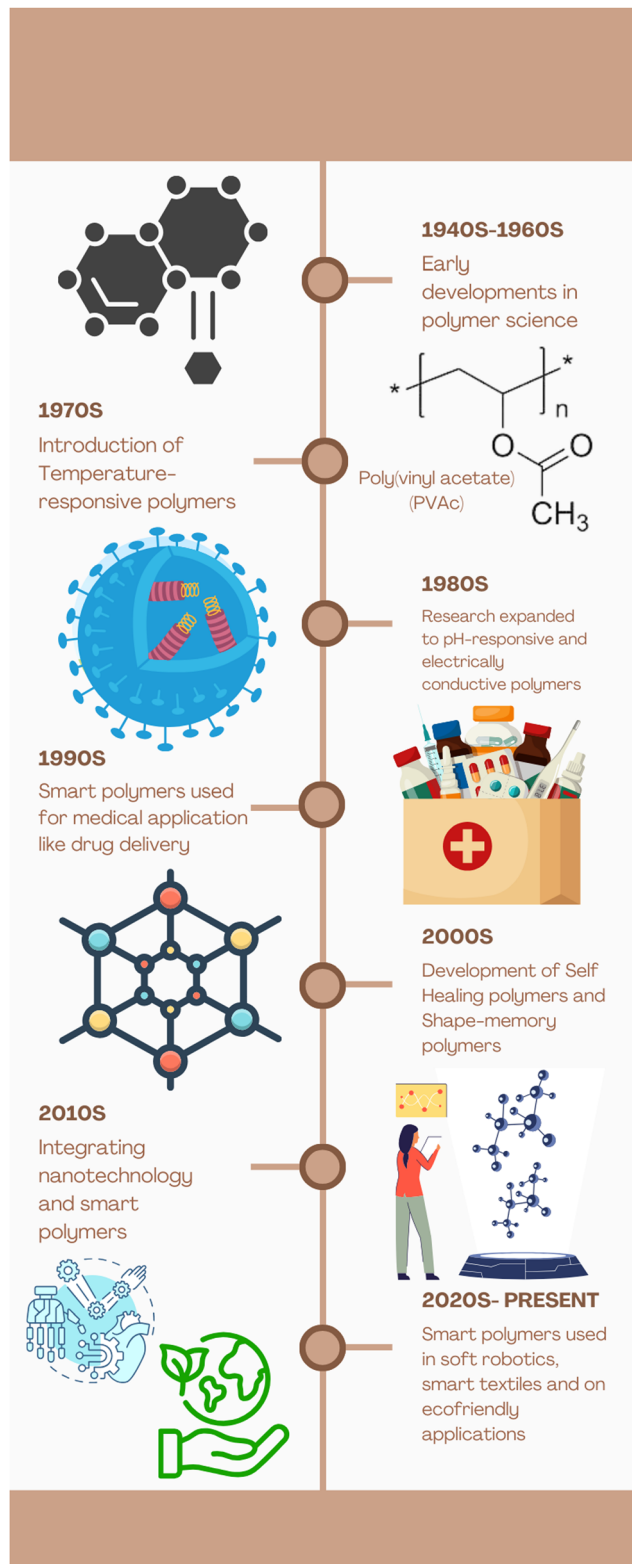 1940S-1960S
Early
developments in
polymer science
*
*
n
O
O
CH3
Poly(vinyl acetate)
(PVAc)
1970S
Introduction of
Temperature-
responsive polymers
1980S
Research expanded
to pH-responsive and
electrically
conductive polymers
1990S
Smart polymers used
for medical application
like drug delivery
2000S
Development of Self
Healing polymers and
Shape-memory
polymers
2010S
Integrating
nanotechnology
and smart
polymers
2020S- PRESENT
Smart polymers used
in soft robotics,
smart textiles and on
ecofriendly
applications